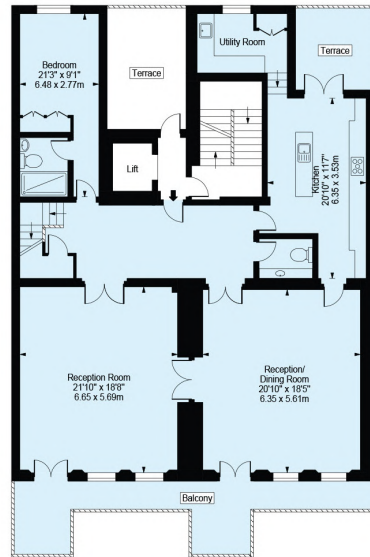 Bedroom
21'3" x 9'1"
6.48 x 2.77m
Terrace
Utility Room
Terrace
Lift
Kitchen
20'10" x 11'7"
6.35 x 3.53m
Reception Room
21'10" x 18'8"
6.65 x 5.69m
Reception/
Dining Room
20'10" x 18'5"
6.35 x 5.61m
Balcony